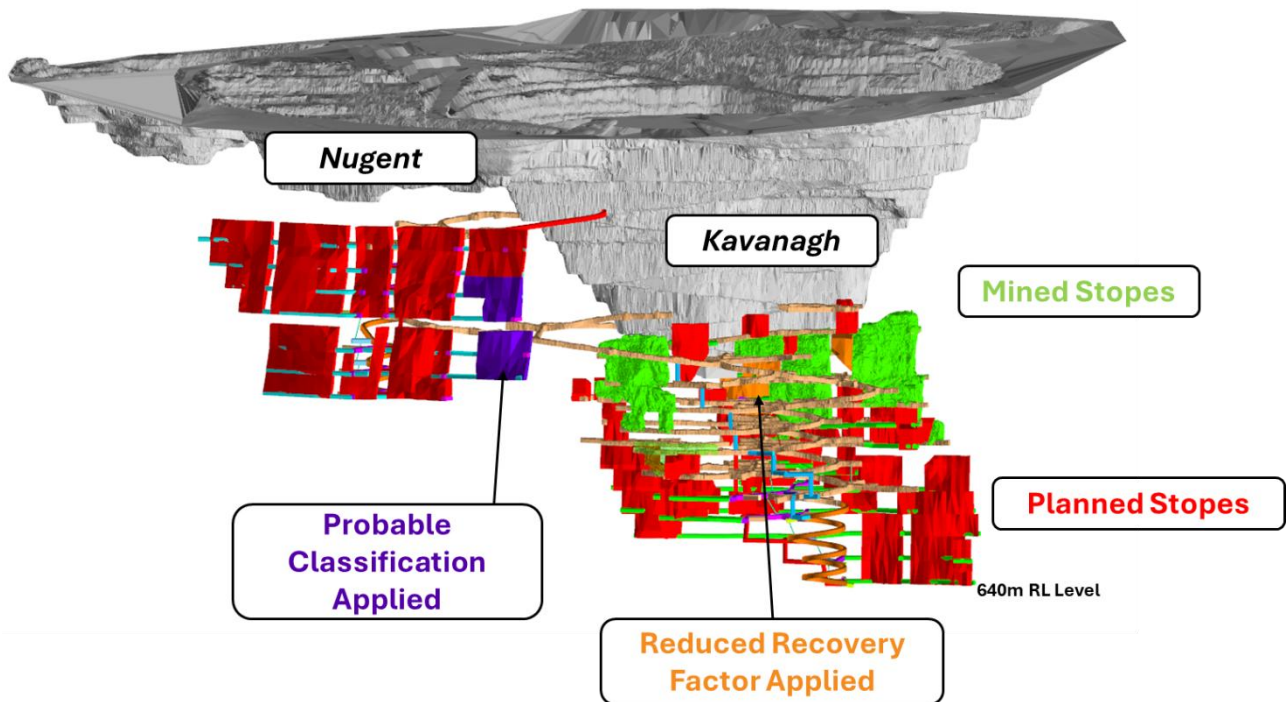 Nugent
Kavanagh
Mined Stopes
Planned Stopes
640m RL Level
Probable
Classification
Applied
Reduced Recovery
Factor Applied